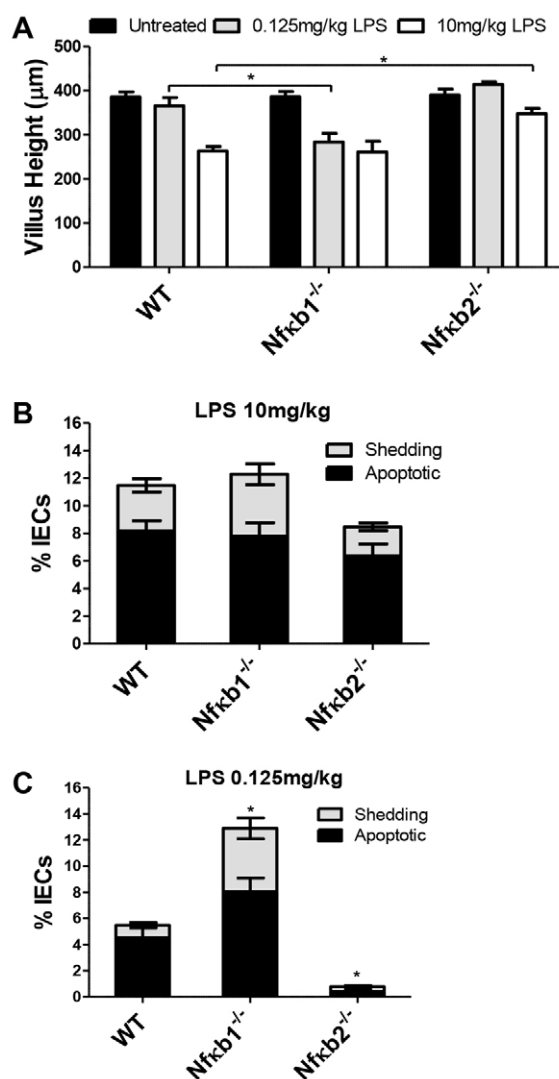 A
Untreated 0.125mg/kg LPS 10mg/kg LPS
Villus Height (μm)
500
400
300
200
100
0
*
*
WT
Nfκb1-/-
Nfκb2-/-
B
LPS 10mg/kg
% IECs
16
14
12
10
8
6
4
2
0
Shedding
Apoptotic
WT
Nfκb1-/-
Nfκb2-/-
C
LPS 0.125mg/kg
% IECs
16
14
12
10
8
6
4
2
0
Shedding
Apoptotic
*
*
WT
Nfκb1-/-
Nfκb2-/-